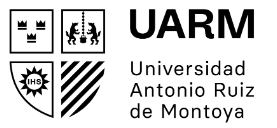 UARM
IHS
Universidad
Antonio Ruiz
de Montoya